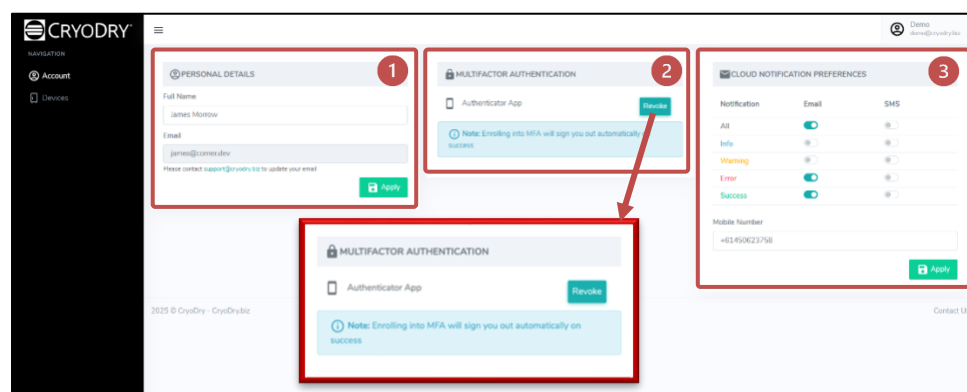 CRYODRY
Demo
demo@cryodry.biz
NAVIGATION
Account
Devices
1
PERSONAL DETAILS
Full Name
James Morrow
Email
james@comer.dev
Please contact support@cryodry.biz to update your email
Apply
2
MULTIFACTOR AUTHENTICATION
Authenticator App
Revoke
Note: Enrolling into MFA will sign you out automatically on
success
3
CLOUD NOTIFICATION PREFERENCES
Notification Email SMS
All
Info
Warning
Error
Success
Mobile Number
+61450623758
Apply
MULTIFACTOR AUTHENTICATION
Authenticator App
Revoke
Note: Enrolling into MFA will sign you out automatically on
success
2025 © CryoDry - CryoDry.biz
Contact Us